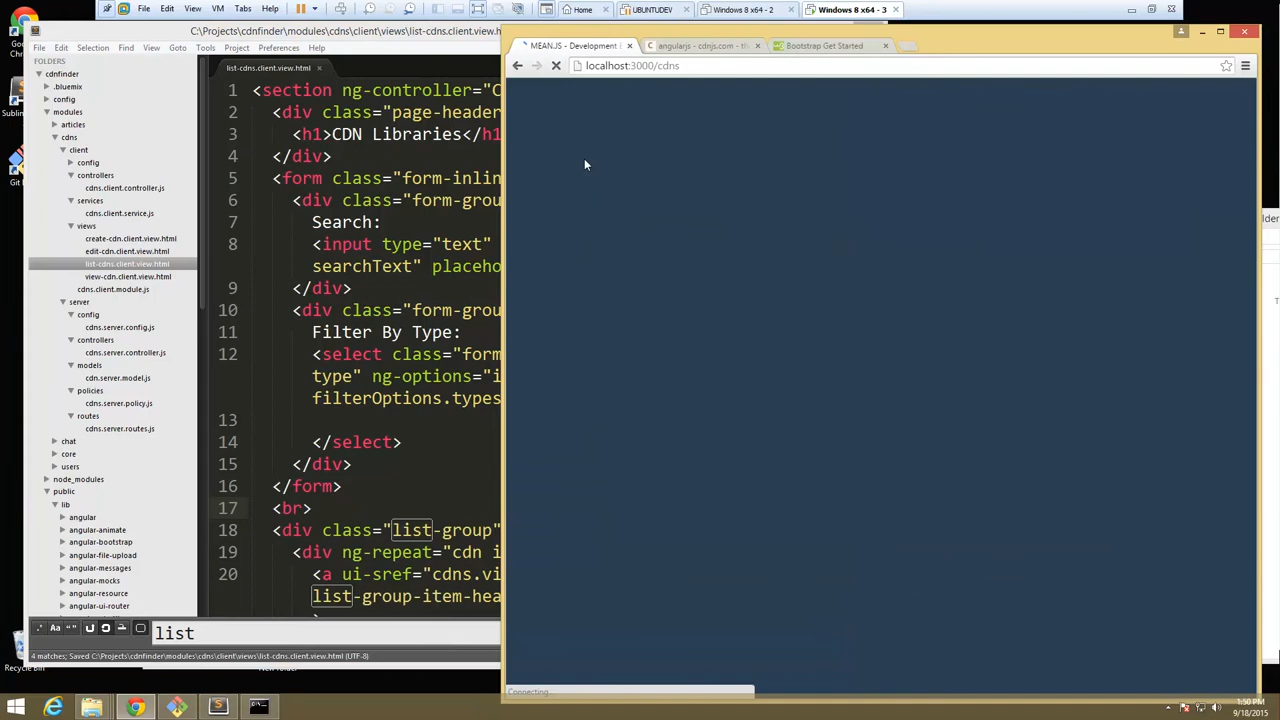 File Edit View VM Tabs Help
Home
UBUNTUDEV
Windows 8 x64 - 2
Windows 8 x64 - 3
C:\Projects\cdnfinder\modules\cdns\client\views\list-cdns.client.view.html
File Edit Selection Find View Goto Tools Project Preferences Help
FOLDERS
cdnfinder
.bluemix
config
modules
articles
cdns
client
config
controllers
cdns.client.controller.js
services
cdns.client.service.js
views
create-cdn.client.view.html
edit-cdn.client.view.html
list-cdns.client.view.html
view-cdn.client.view.html
cdns.client.module.js
server
config
cdns.server.config.js
controllers
cdns.server.controller.js
models
cdn.server.model.js
policies
cdns.server.policy.js
routes
cdns.server.routes.js
chat
core
users
node_modules
public
lib
angular
angular-animate
angular-bootstrap
angular-file-upload
angular-messages
angular-mocks
angular-resource
angular-ui-router
list-cdns.client.view.html
1 <section ng-controller="C
2 <div class="page-header
3 <h1>CDN Libraries</h1
4 </div>
5 <form class="form-inlin
6 <div class="form-grou
7 Search:
8 <input type="text"
searchText" placeho
9 </div>
10 <div class="form-grou
11 Filter By Type:
12 <select class="form
type" ng-options="i
filterOptions.types
13
14 </select>
15 </div>
16 </form>
17 <br>
18 <div class="list-group"
19 <div ng-repeat="cdn i
20 <a ui-sref="cdns.vi
list-group-item-hea
list
4 matches; Saved C:\Projects\cdnfinder\modules\cdns\client\views\list-cdns.client.view.html (UTF-8)
MEAN.JS - Development
angularjs - cdnjs.com - th
Bootstrap Get Started
localhost:3000/cdns
Connecting...
Recycle Bin
New folder
1:50 PM
9/18/2015